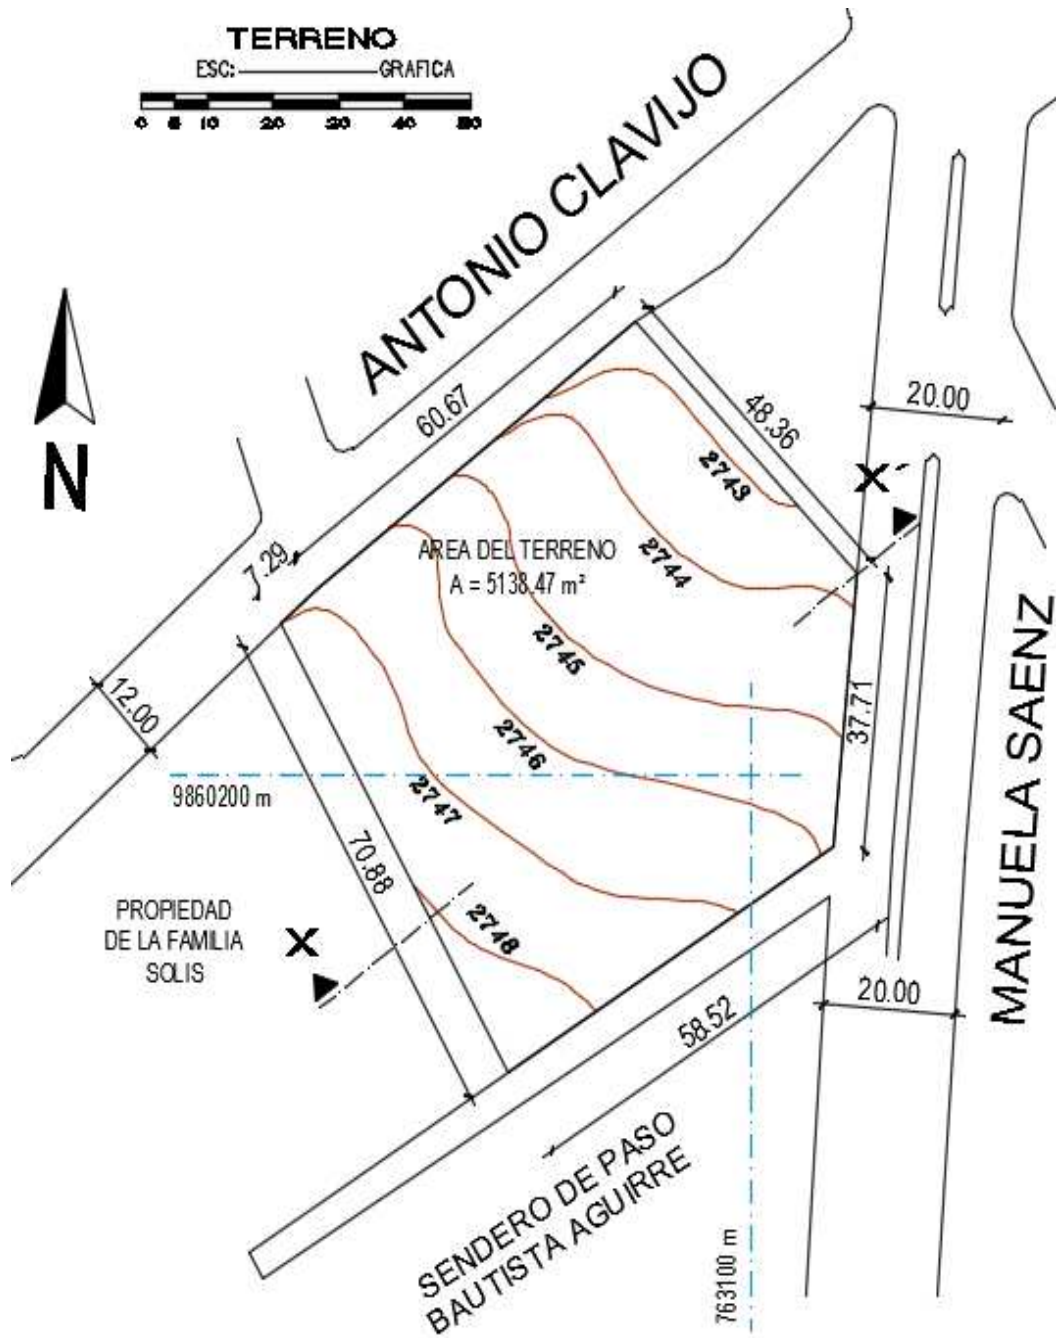 TERRENO
ESC: GRAFICA
0 5 10 20 30 40 50
ANTONIO CLAVIJO
N
60.67
48.36
20.00
7.29
12.00
2743
X´
AREA DEL TERRENO
A = 5138.47 m²
2744
2745
2746
2747
2748
37.71
MANUELA SAENZ
9860200 m
70.88
PROPIEDAD
DE LA FAMILIA
SOLIS
X
20.00
58.52
SENDERO DE PASO
BAUTISTA AGUIRRE
763100 m